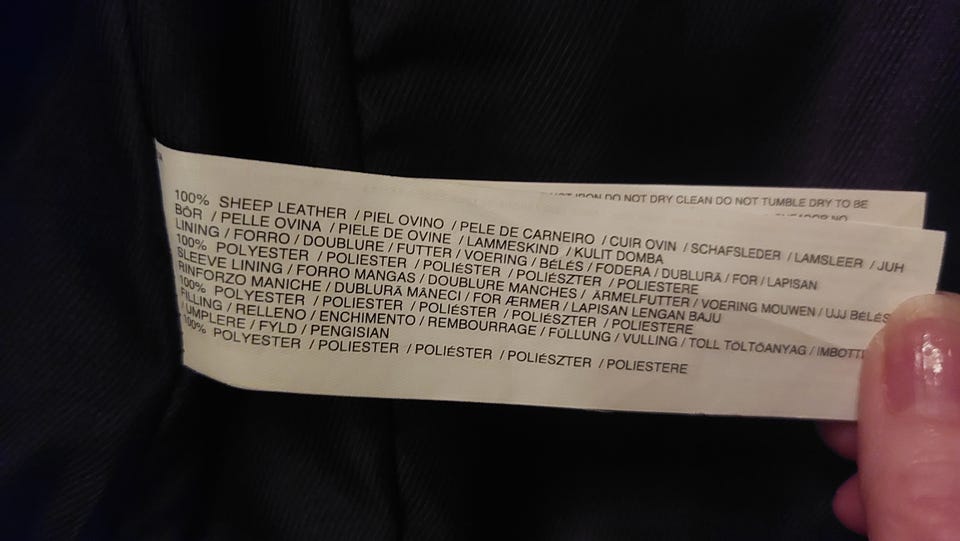 IRON DO NOT DRY CLEAN DO NOT TUMBLE DRY TO BE
100% SHEEP LEATHER / PIEL OVINO / PELE DE CARNEIRO / CUIR OVIN / SCHAFSLEDER / LAMSLEER / JUH
BŐR / PELLE OVINA / PIELE DE OVINE / LAMMESKIND / KULIT DOMBA
LINING / FORRO / DOUBLURE / FUTTER / VOERING / BÉLÉS / FODERA / DUBLURĂ / FOR / LAPISAN
100% POLYESTER / POLIESTER / POLIÉSTER / POLIÉSZTER / POLIESTERE
SLEEVE LINING / FORRO MANGAS / DOUBLURE MANCHES / ÄRMELFUTTER / VOERING MOUWEN / UJJ BÉLÉS
RINFORZO MANICHE / DUBLURĂ MÂNECI / FOR ÆRMER / LAPISAN LENGAN BAJU
100% POLYESTER / POLIESTER / POLIÉSTER / POLIÉSZTER / POLIESTERE
FILLING / RELLENO / ENCHIMENTO / REMBOURRAGE / FÜLLUNG / VULLING / TOLL TÖLTŐANYAG / IMBOTTI
UMPLERE / FYLD / PENGISIAN
100% POLYESTER / POLIESTER / POLIÉSTER / POLIÉSZTER / POLIESTERE